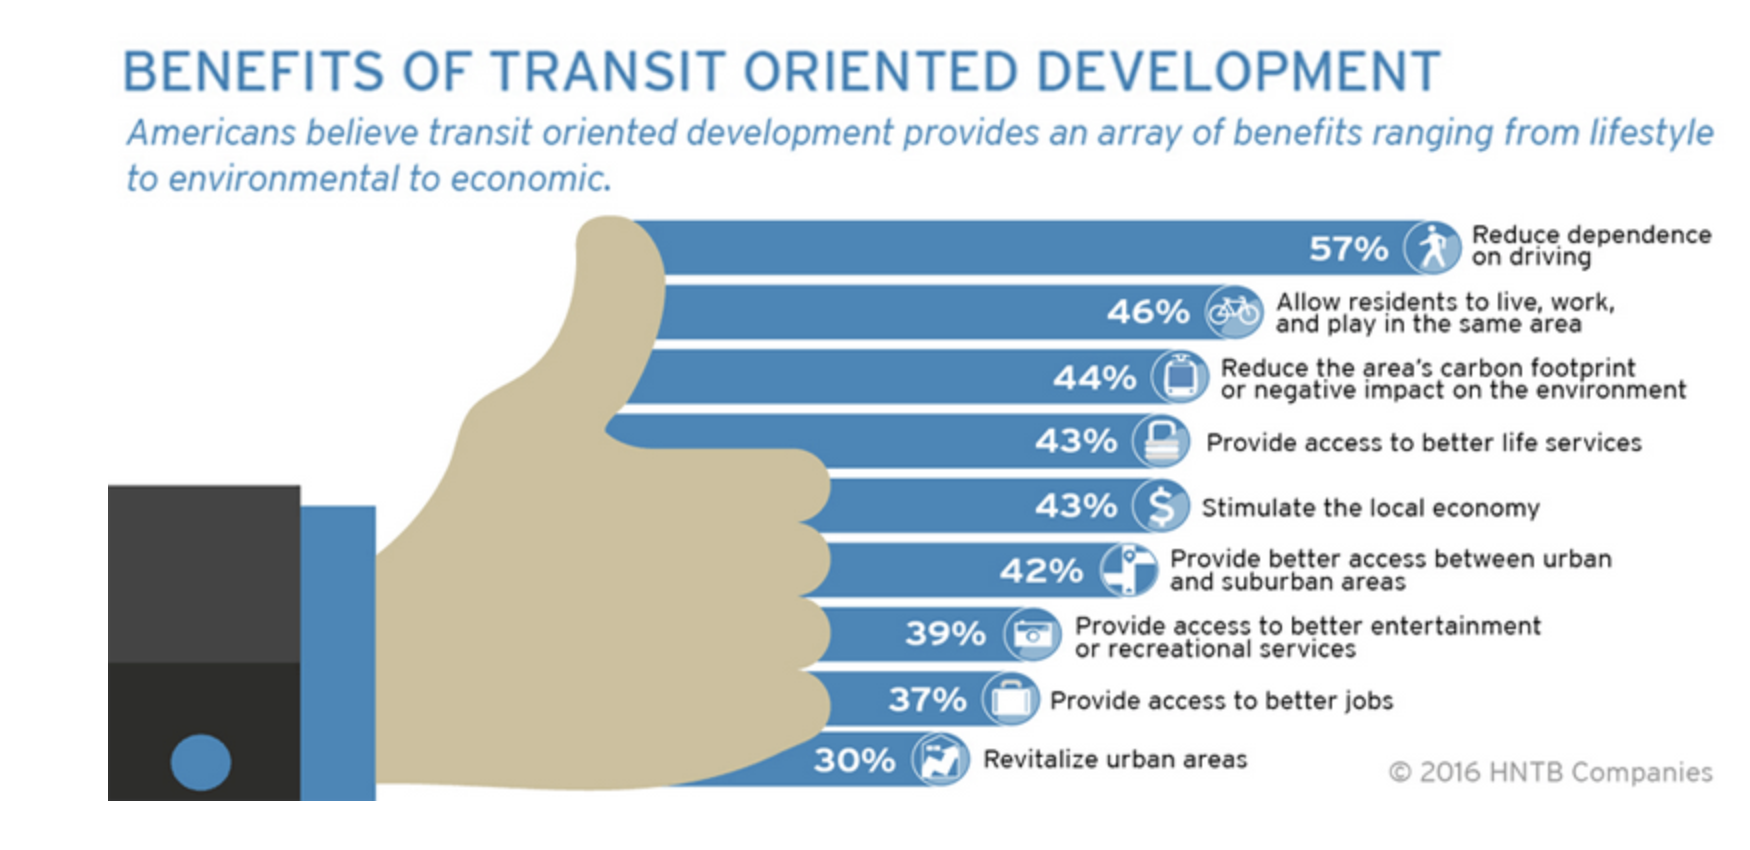 BENEFITS OF TRANSIT ORIENTED DEVELOPMENT
Americans believe transit oriented development provides an array of benefits ranging from lifestyle
to environmental to economic.
57%
Reduce dependence
on driving
46%
Allow residents to live, work,
and play in the same area
44%
Reduce the area's carbon footprint
or negative impact on the environment
43%
Provide access to better life services
43%
$
Stimulate the local economy
42%
Provide better access between urban
and suburban areas
39%
Provide access to better entertainment
or recreational services
37%
Provide access to better jobs
30%
Revitalize urban areas
© 2016 HNTB Companies